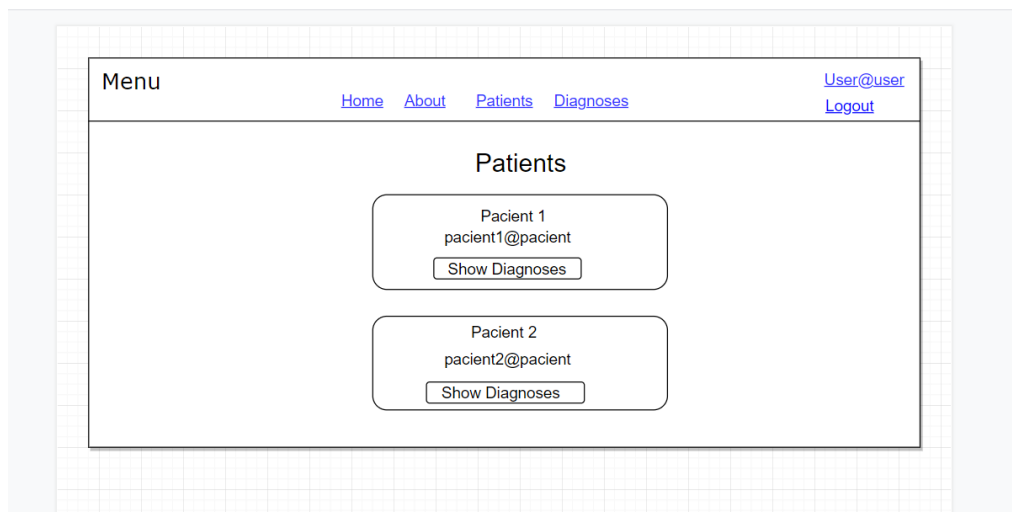 Menu
User@user
Home About Patients Diagnoses
Logout
Patients
Pacient 1
pacient1@pacient
Show Diagnoses
Pacient 2
pacient2@pacient
Show Diagnoses